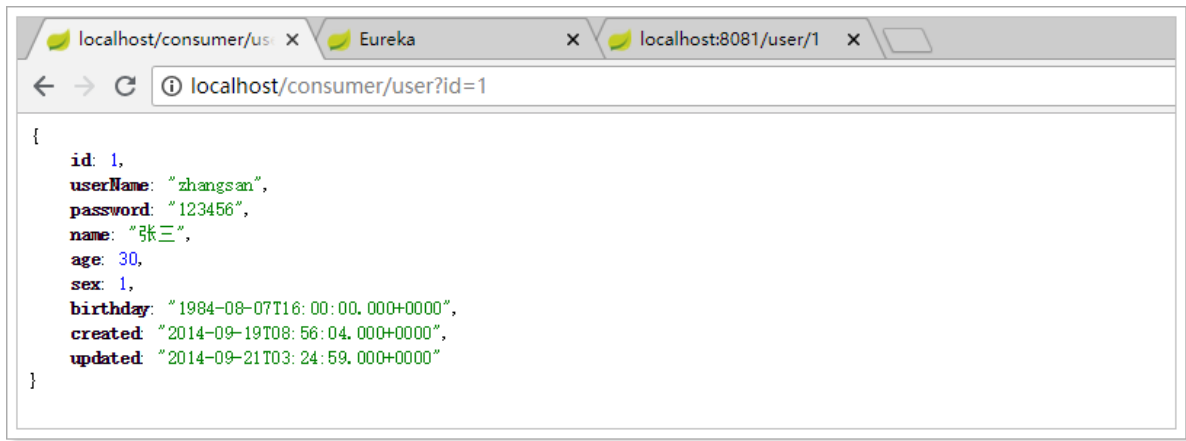 localhost/consumer/us
Eureka
localhost:8081/user/1
localhost/consumer/user?id=1
{
id: 1,
userName: "zhangsan",
password: "123456",
name: "张三",
age: 30,
sex: 1,
birthday: "1984-08-07T16:00:00.000+0000",
created: "2014-09-19T08:56:04.000+0000",
updated: "2014-09-21T03:24:59.000+0000"
}